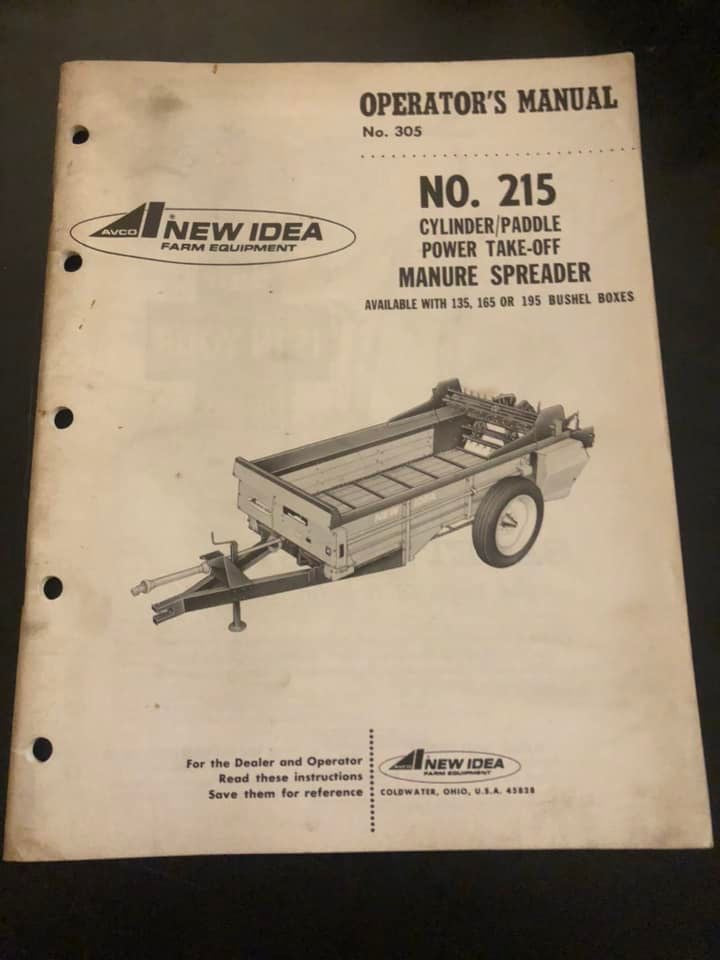 OPERATOR'S MANUAL
No. 305
AVCO
®
NEW IDEA
FARM EQUIPMENT
NO. 215
CYLINDER/PADDLE
POWER TAKE-OFF
MANURE SPREADER
AVAILABLE WITH 135, 165 OR 195 BUSHEL BOXES
For the Dealer and Operator
Read these instructions
Save them for reference
AVCO
NEW IDEA
FARM EQUIPMENT
COLDWATER, OHIO, U.S.A. 45828